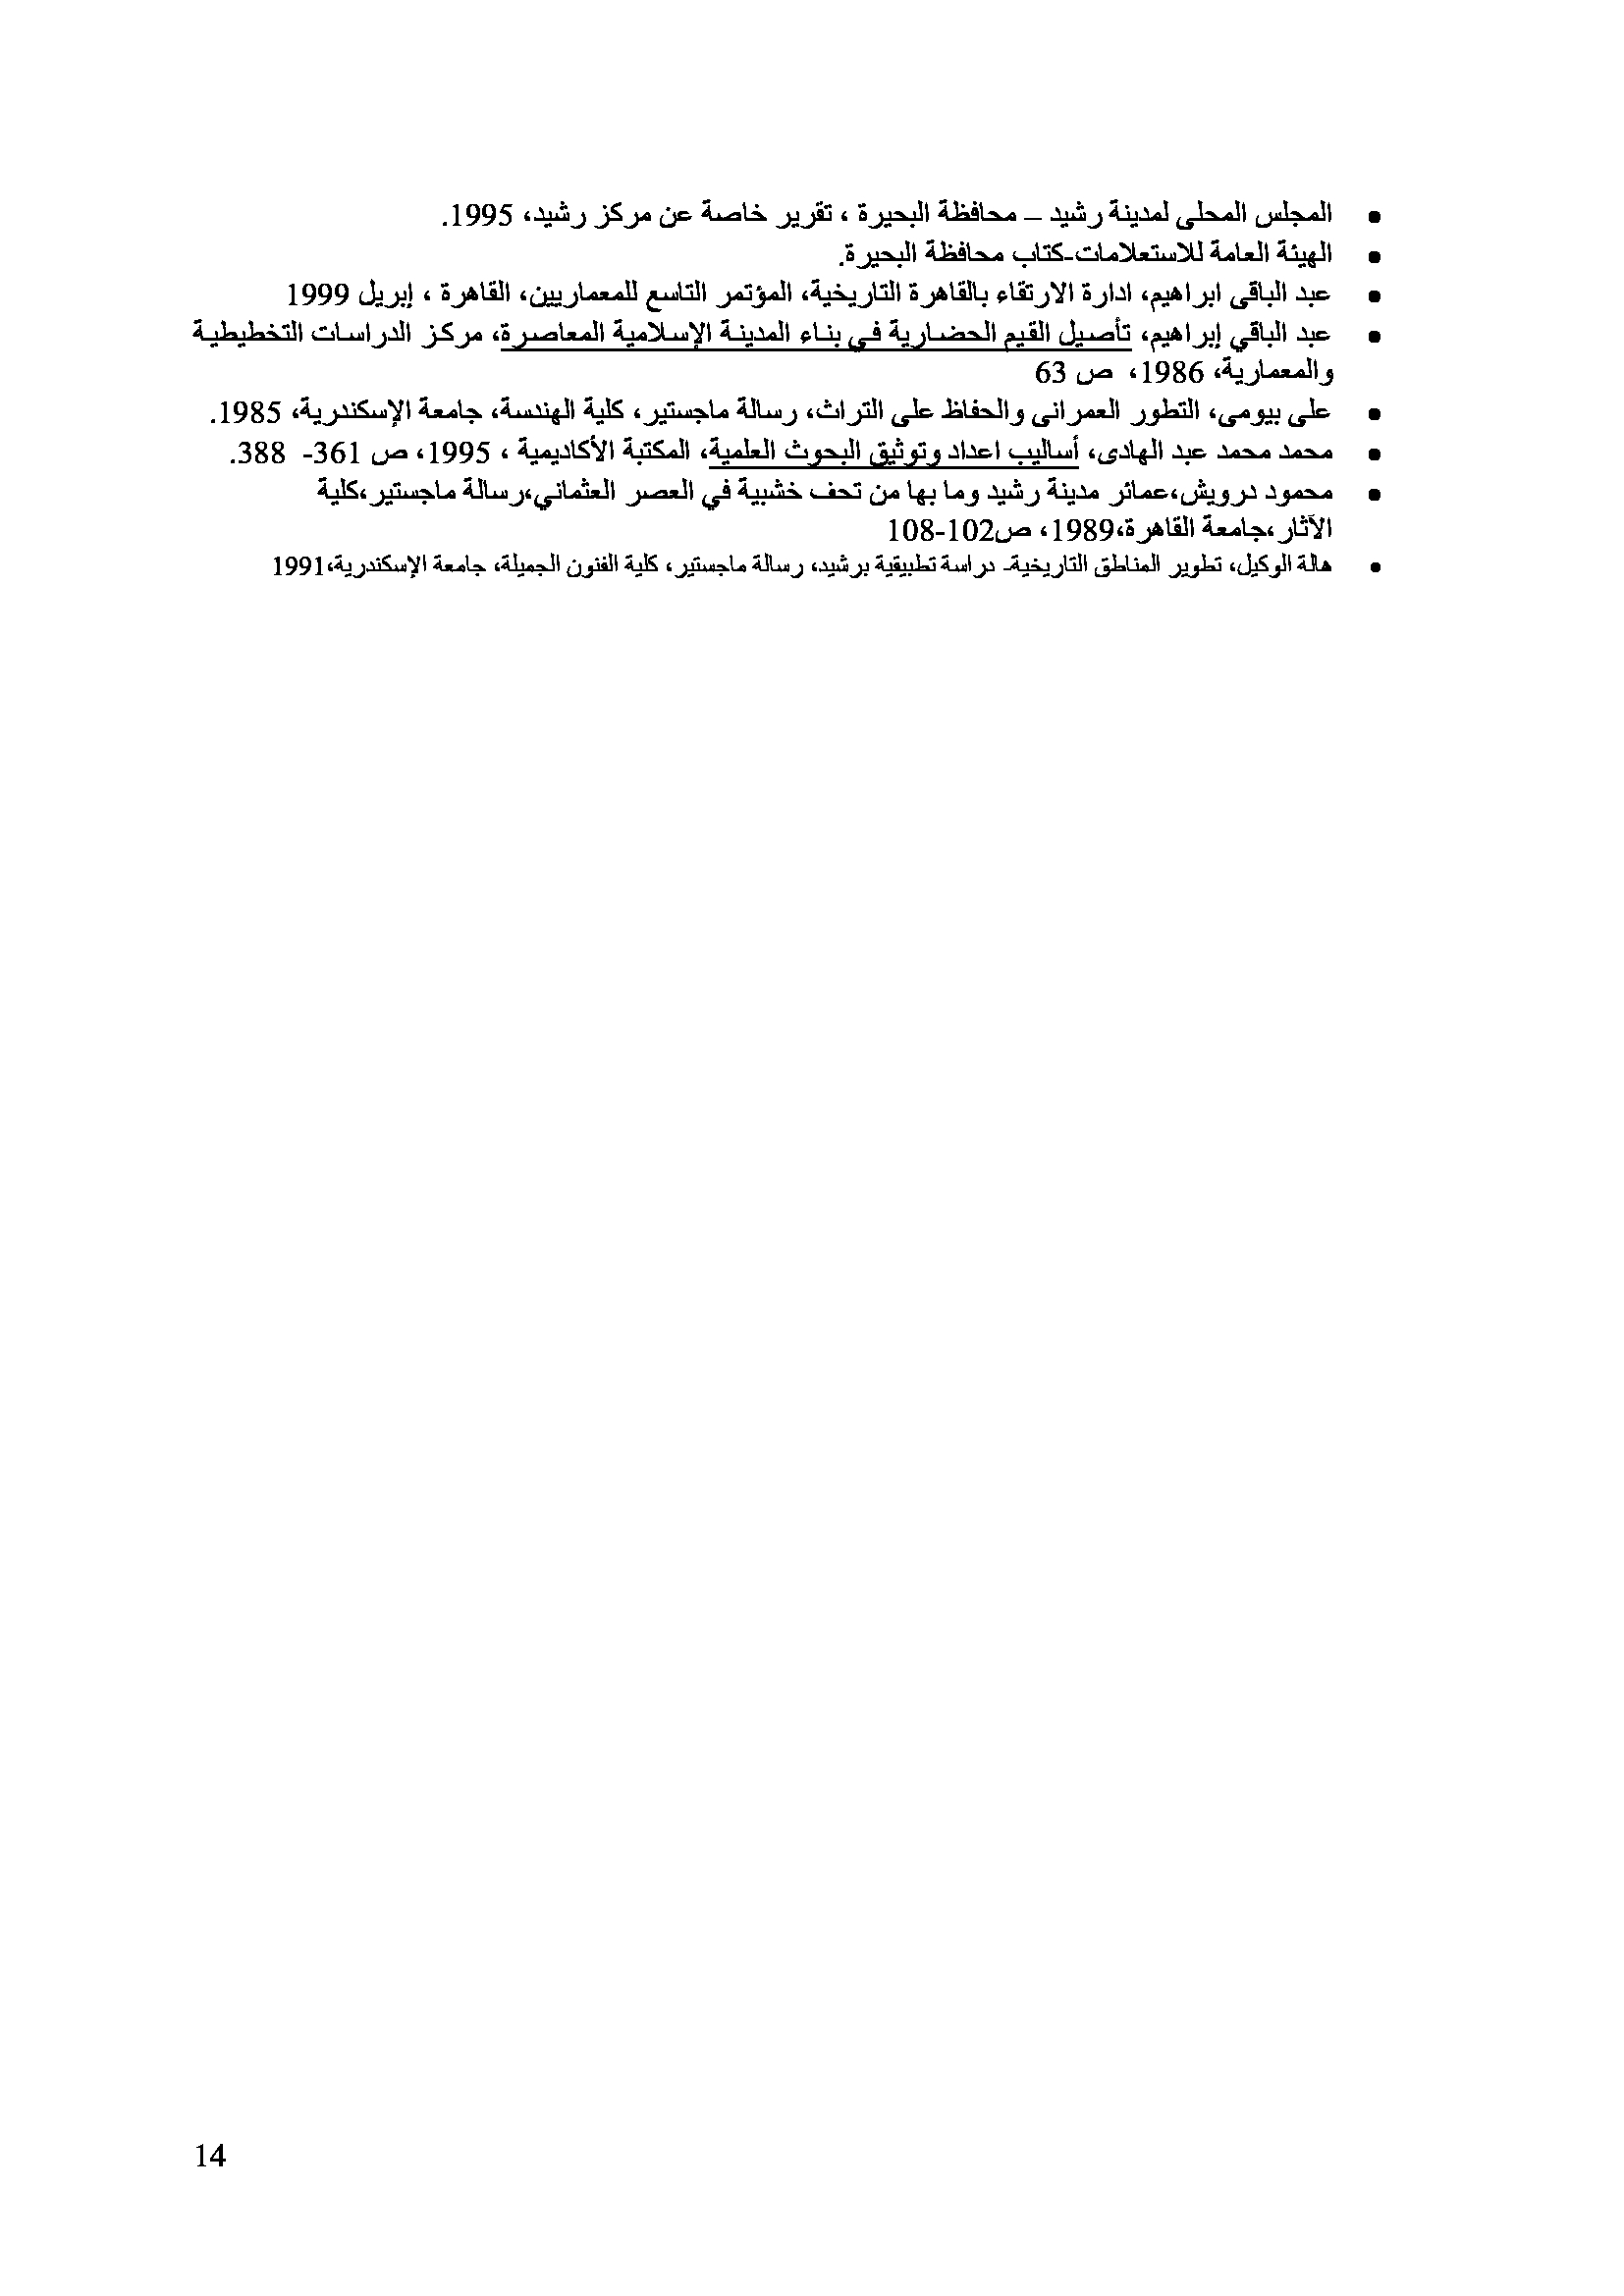 • المجلس المحلى لمدينة رشيد – محافظة البحيرة ، تقرير خاصة عن مركز رشيد، 1995.
• الهيئة العامة للاستعلامات-كتاب محافظة البحيرة.
• عبد الباقى ابراهيم، ادارة الارتقاء بالقاهرة التاريخية، المؤتمر التاسع للمعماريين، القاهرة ، إبريل 1999
• عبد الباقي إبراهيم، تأصيل القيم الحضارية في بناء المدينة الإسلامية المعاصرة، مركز الدراسات التخطيطية
والمعمارية، 1986، ص 63
• على بيومى، التطور العمرانى والحفاظ على التراث، رسالة ماجستير، كلية الهندسة، جامعة الإسكندرية، 1985.
• محمد محمد عبد الهادى، أساليب اعداد وتوثيق البحوث العلمية، المكتبة الأكاديمية ، 1995، ص 361- 388.
• محمود درويش،عمائر مدينة رشيد وما بها من تحف خشبية في العصر العثماني،رسالة ماجستير،كلية
الآثار،جامعة القاهرة،1989، ص102-108
• هالة الوكيل، تطوير المناطق التاريخية- دراسة تطبيقية برشيد، رسالة ماجستير، كلية الفنون الجميلة، جامعة الإسكندرية،1991
14